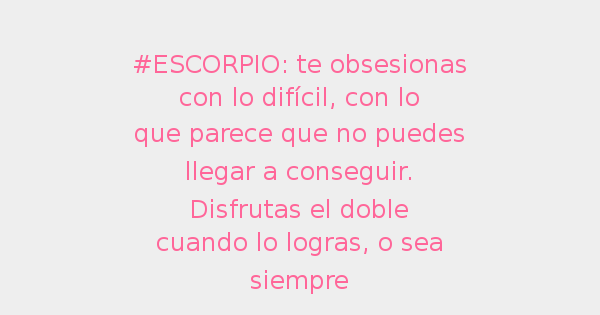 #ESCORPIO: te obsesionas
con lo difícil, con lo
que parece que no puedes
llegar a conseguir.
Disfrutas el doble
cuando lo logras, o sea
siempre